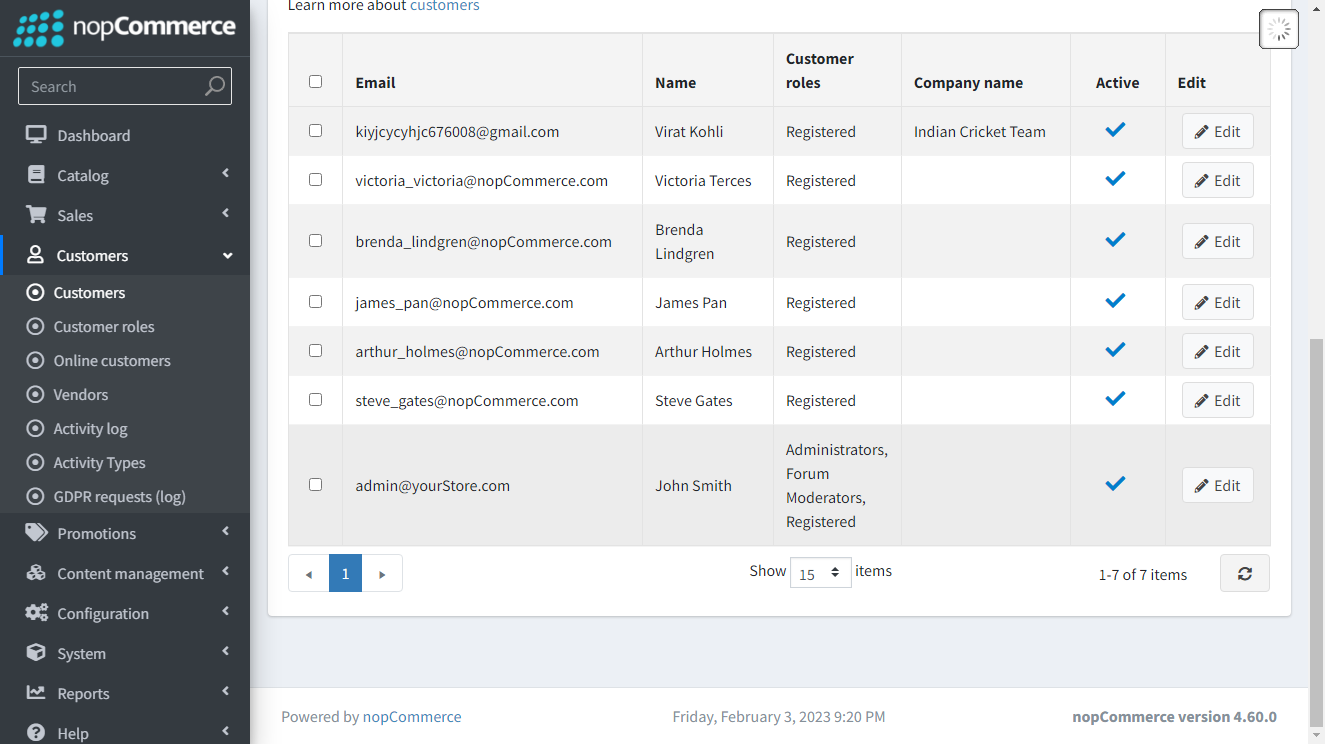 nopCommerce
Search
Dashboard
Catalog
Sales
Customers
Customers
Customer roles
Online customers
Vendors
Activity log
Activity Types
GDPR requests (log)
Promotions
Content management
Configuration
System
Reports
Help
Learn more about customers
Email Name Customer roles Company name Active Edit
kiyjcycyhjc676008@gmail.com Virat Kohli Registered Indian Cricket Team Edit
victoria_victoria@nopCommerce.com Victoria Terces Registered Edit
brenda_lindgren@nopCommerce.com Brenda Lindgren Registered Edit
james_pan@nopCommerce.com James Pan Registered Edit
arthur_holmes@nopCommerce.com Arthur Holmes Registered Edit
steve_gates@nopCommerce.com Steve Gates Registered Edit
admin@yourStore.com John Smith Administrators, Forum Moderators, Registered Edit
1 Show 15 items 1-7 of 7 items
Powered by nopCommerce Friday, February 3, 2023 9:20 PM nopCommerce version 4.60.0